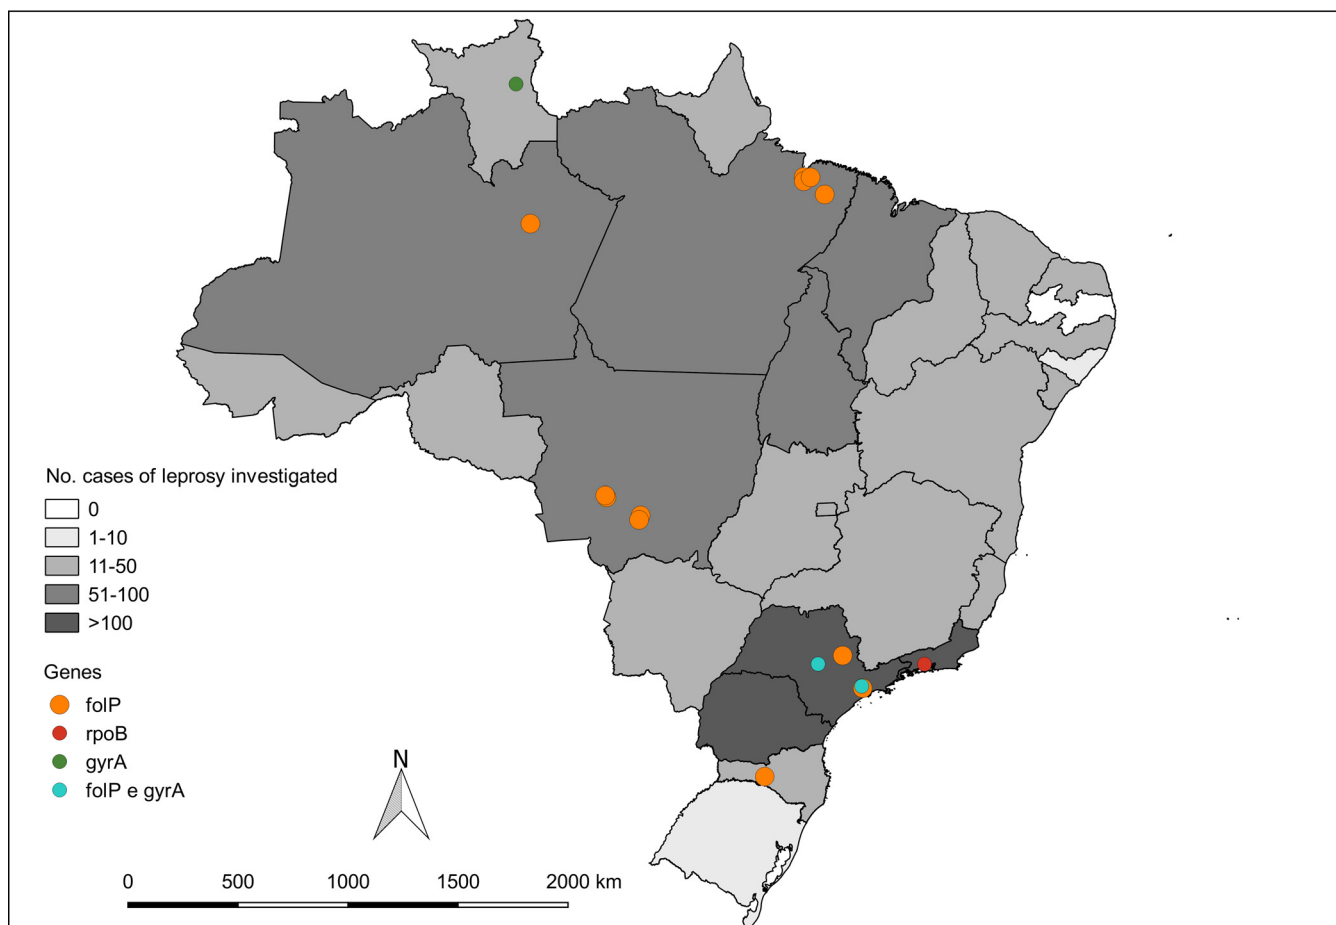 No. cases of leprosy investigated
0
1-10
11-50
51-100
>100
Genes
folP
rpoB
gyrA
folP e gyrA
N
0 500 1000 1500 2000 km